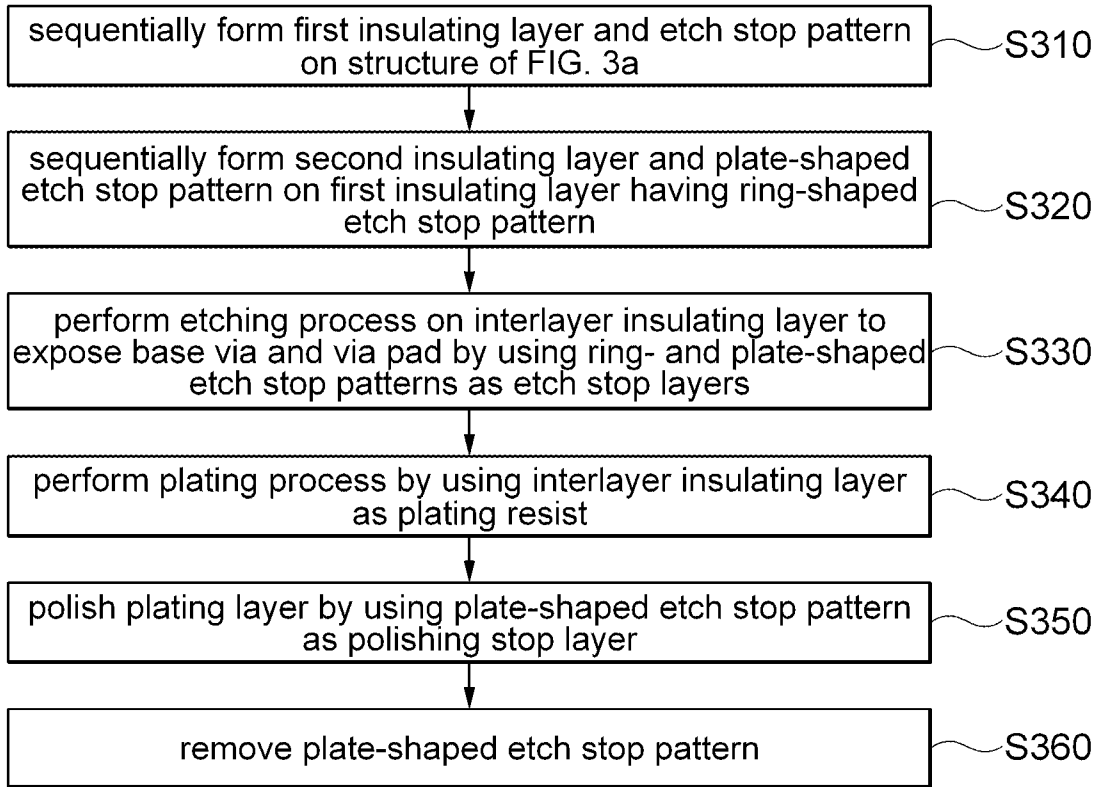 sequentially form first insulating layer and etch stop pattern
on structure of FIG. 3a
S310
sequentially form second insulating layer and plate-shaped
etch stop pattern on first insulating layer having ring-shaped
etch stop pattern
S320
perform etching process on interlayer insulating layer to
expose base via and via pad by using ring- and plate-shaped
etch stop patterns as etch stop layers
S330
perform plating process by using interlayer insulating layer
as plating resist
S340
polish plating layer by using plate-shaped etch stop pattern
as polishing stop layer
S350
remove plate-shaped etch stop pattern
S360